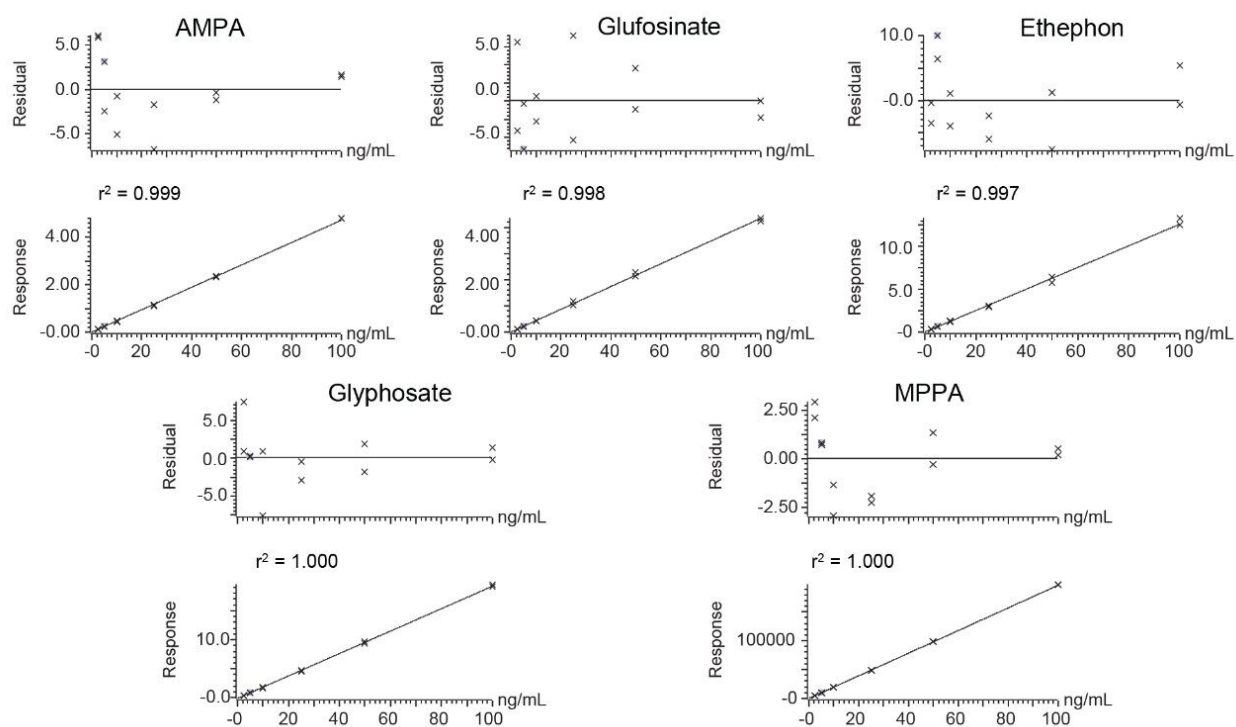 AMPA
5.0
0.0
-5.0
Residual
ng/mL
r² = 0.999
4.00
2.00
-0.00
Response
-0 20 40 60 80 100
ng/mL
Glufosinate
5.0
-5.0
Residual
ng/mL
r² = 0.998
4.00
2.00
-0.00
Response
-0 20 40 60 80 100
ng/mL
Ethephon
10.0
-0.0
Residual
ng/mL
r² = 0.997
10.0
5.0
-0
Response
-0 20 40 60 80 100
ng/mL
Glyphosate
5.0
0.0
-5.0
Residual
ng/mL
r² = 1.000
10.0
-0.0
Response
-0 20 40 60 80 100
ng/mL
MPPA
2.50
0.00
-2.50
Residual
ng/mL
r² = 1.000
100000
-0
Response
-0 20 40 60 80 100
ng/mL